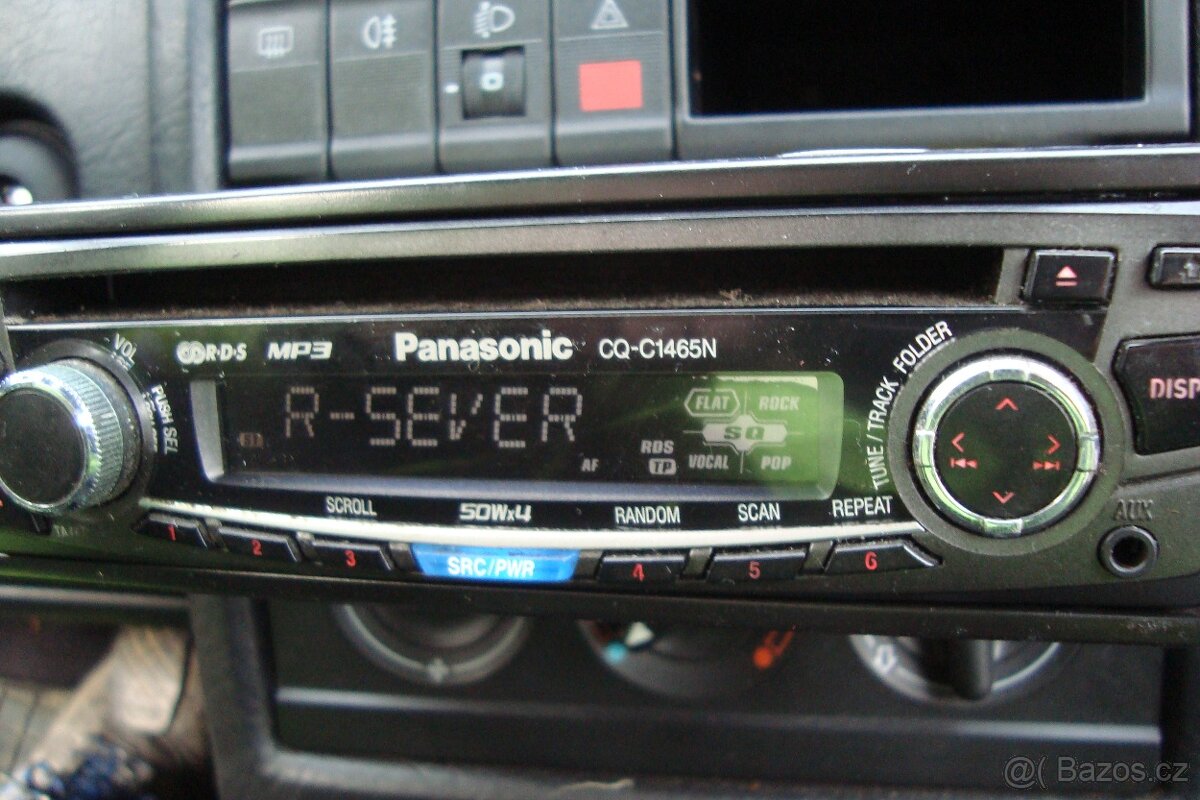 0
VOL
PUSH SEL
R·D·S MP3 Panasonic CQ-C1465N
R-SEVER
AF
RDS
TP
FLAT ROCK
SQ
VOCAL POP
TUNE / TRACK FOLDER
DISP
SCROLL 50Wx4 RANDOM SCAN REPEAT
AUX
1 2 3 SRC/PWR 4 5 6
@( Bazos.cz